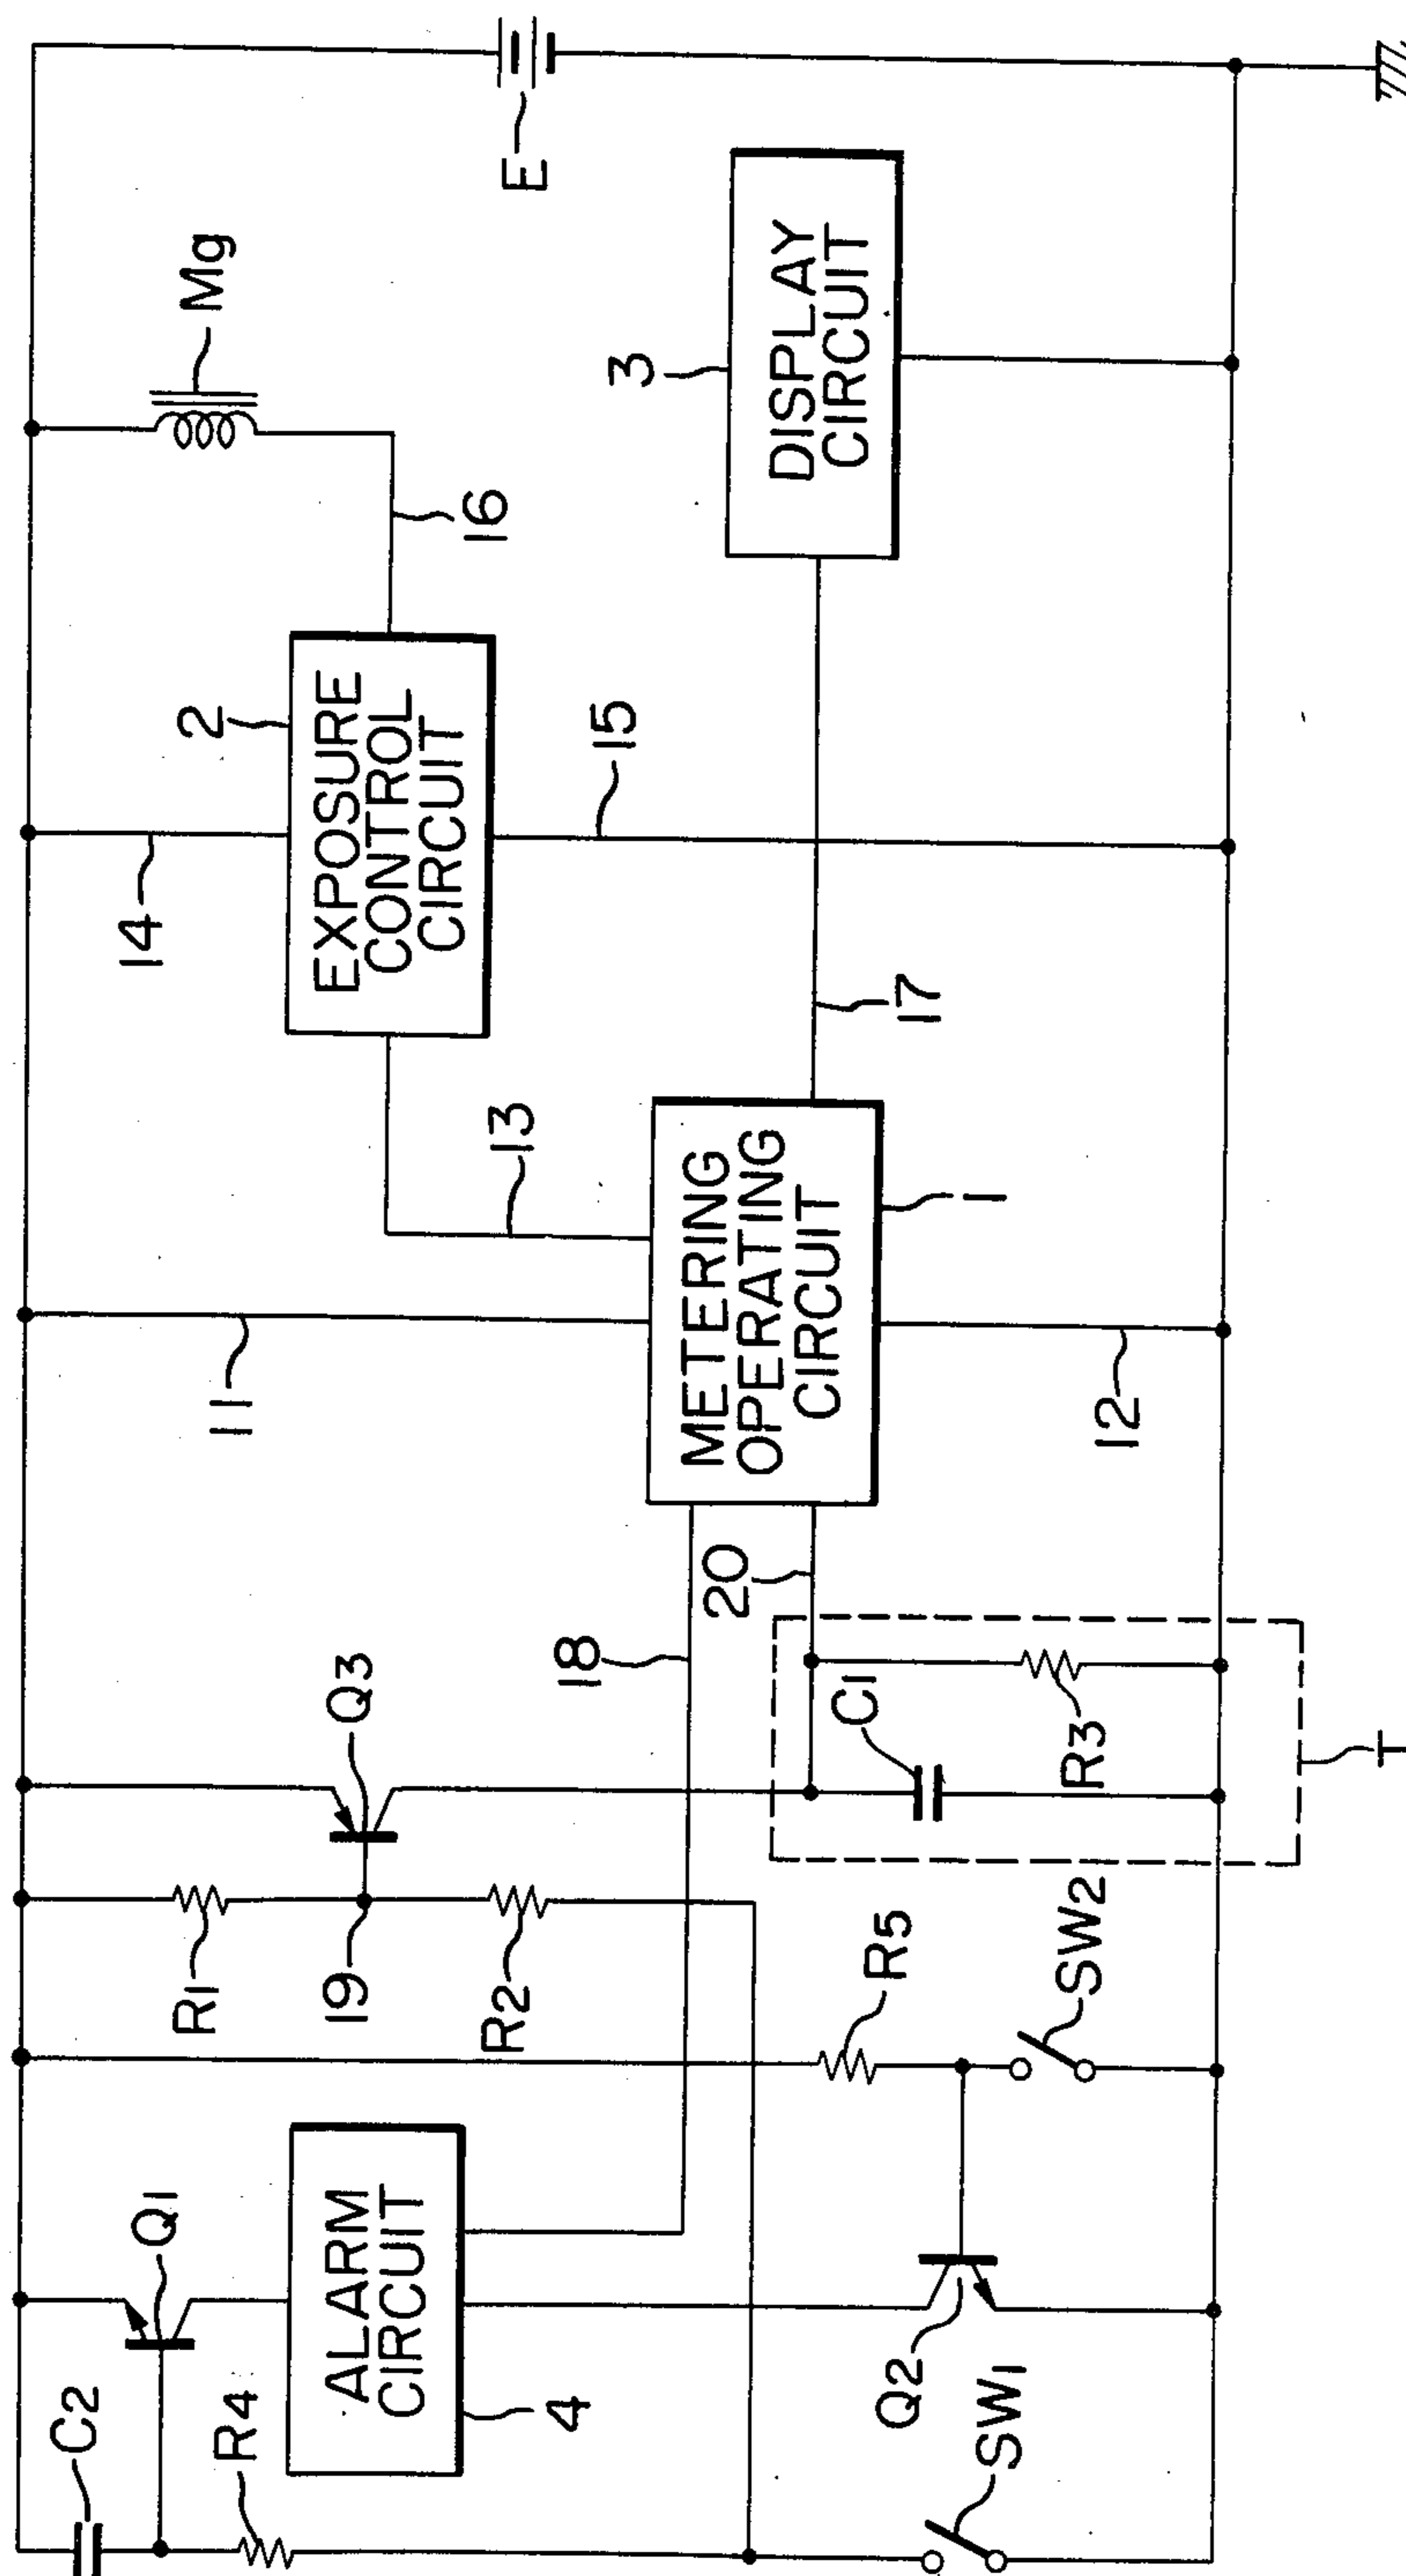 C2
R4
Q1
ALARM
CIRCUIT
4
SW1
Q2
R5
SW2
R1
19
R2
Q3
18
20
C1
R3
T
11
METERING
OPERATING
CIRCUIT
1
12
13
14
2
EXPOSURE
CONTROL
CIRCUIT
15
16
17
Mg
3
DISPLAY
CIRCUIT
E